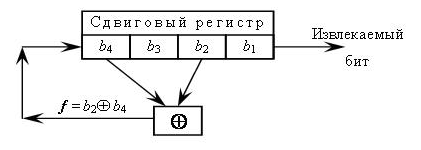 Сдвиговый регистр
b₄ b₃ b₂ b₁
Извлекаемый
бит
f = b₂⊕b₄
⊕